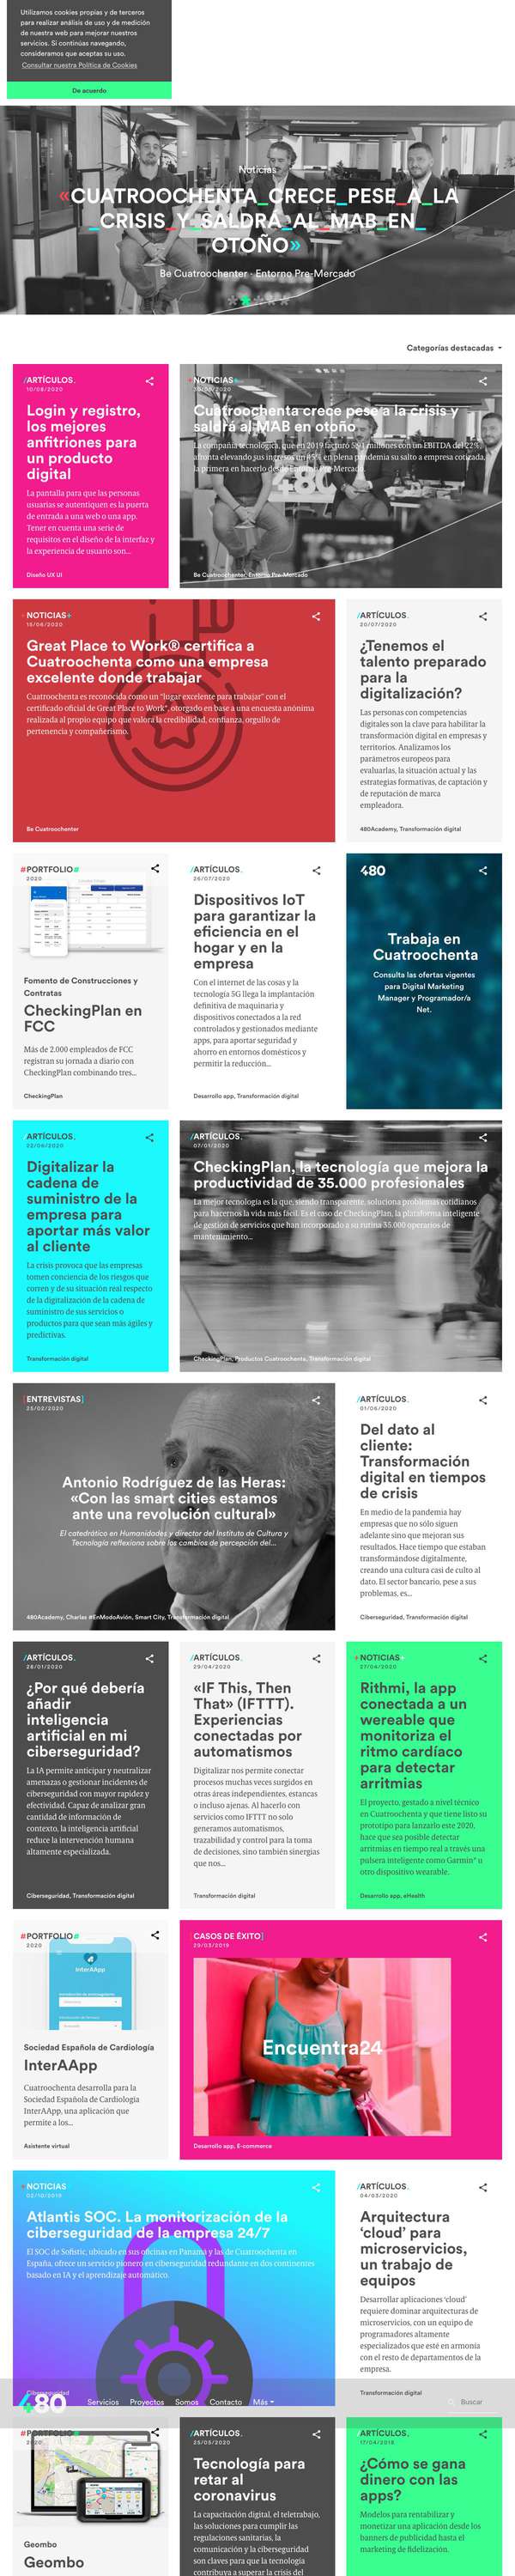 Utilizamos cookies propias y de terceros
para realizar análisis de uso y de medición
de nuestra web para mejorar nuestros
servicios. Si continúas navegando,
consideramos que aceptas su uso.
Consultar nuestra Política de Cookies
De acuerdo
Noticias
«CUATROOCHENTA_CRECE_PESE_A_LA
_CRISIS_Y_SALDRÁ_AL_MAB_EN_
OTOÑO»
Be Cuatroochenter · Entorno Pre-Mercado
Categorías destacadas
/ARTÍCULOS.
10/08/2020
Login y registro,
los mejores
anfitriones para
un producto
digital
La pantalla para que las personas
usuarias se autentiquen es la puerta
de entrada a una web o una app.
Tener en cuenta una serie de
requisitos en el diseño de la interfaz y
la experiencia de usuario son...
Diseño UX UI
+NOTICIAS+
Cuatroochenta crece pese a la crisis y
saldrá al MAB en otoño
La compañía tecnológica, que en 2019 facturó 5,91 millones con un EBITDA del 22%,
afronta elevando sus ingresos un 85% en plena pandemia su salto a empresa cotizada,
la primera en hacerlo desde Entorno Pre-Mercado.
Be Cuatroochenter, Entorno Pre-Mercado
+NOTICIAS+
15/06/2020
Great Place to Work® certifica a
Cuatroochenta como una empresa
excelente donde trabajar
Cuatroochenta es reconocida como un "lugar excelente para trabajar" con el
certificado oficial de Great Place to Work®, otorgado en base a una encuesta anónima
realizada al propio equipo que valora la credibilidad, confianza, orgullo de
pertenencia y compañerismo.
Be Cuatroochenter
/ARTÍCULOS.
20/07/2020
¿Tenemos el
talento preparado
para la
digitalización?
Las personas con competencias
digitales son la clave para habilitar la
transformación digital en empresas y
territorios. Analizamos los
parámetros europeos para
evaluarlas, la situación actual y las
estrategias formativas, de captación y
de reputación de marca
empleadora.
480Academy, Transformación digital
#PORTFOLIO#
2020
Fomento de Construcciones y
Contratas
CheckingPlan en
FCC
Más de 2.000 empleados de FCC
registran su jornada a diario con
CheckingPlan combinando tres...
CheckingPlan
/ARTÍCULOS.
26/07/2020
Dispositivos IoT
para garantizar la
eficiencia en el
hogar y en la
empresa
Con el internet de las cosas y la
tecnología 5G llega la implantación
definitiva de maquinaria y
dispositivos conectados a la red
controlados y gestionados mediante
apps, para aportar seguridad y
ahorro en entornos domésticos y
permitir la reducción...
Desarrollo app, Transformación digital
480
Trabaja en
Cuatroochenta
Consulta las ofertas vigentes
para Digital Marketing
Manager y Programador/a
Net.
/ARTÍCULOS.
22/06/2020
Digitalizar la
cadena de
suministro de la
empresa para
aportar más valor
al cliente
La crisis provoca que las empresas
tomen conciencia de los riesgos que
corren y de su situación real respecto
de la digitalización de la cadena de
suministro de sus servicios o
productos para que sean más ágiles y
predictivas.
Transformación digital
/ARTÍCULOS.
07/01/2020
CheckingPlan, la tecnología que mejora la
productividad de 35.000 profesionales
La mejor tecnología es la que, siendo transparente, soluciona problemas cotidianos
para hacernos la vida más fácil. Es el caso de CheckingPlan, la plataforma inteligente
de gestión de servicios que han incorporado a su rutina 35.000 operarios de
mantenimiento...
CheckingPlan, Productos Cuatroochenta, Transformación digital
[ENTREVISTAS]
25/02/2020
Antonio Rodríguez de las Heras:
«Con las smart cities estamos
ante una revolución cultural»
El catedrático en Humanidades y director del Instituto de Cultura y
Tecnología reflexiona sobre los cambios de percepción del...
480Academy, Charlas #EnModoAvión, Smart City, Transformación digital
/ARTÍCULOS.
01/06/2020
Del dato al
cliente:
Transformación
digital en tiempos
de crisis
En medio de la pandemia hay
empresas que no sólo siguen
adelante sino que mejoran sus
resultados. Hace tiempo que estaban
transformándose digitalmente,
creando una cultura casi de culto al
dato. El sector bancario, pese a sus
problemas, es...
Ciberseguridad, Transformación digital
/ARTÍCULOS.
28/01/2020
¿Por qué debería
añadir
inteligencia
artificial en mi
ciberseguridad?
La IA permite anticipar y neutralizar
amenazas o gestionar incidentes de
ciberseguridad con mayor rapidez y
efectividad. Capaz de analizar gran
cantidad de información de
contexto, la inteligencia artificial
reduce la intervención humana
altamente especializada.
Ciberseguridad, Transformación digital
/ARTÍCULOS.
29/04/2020
«IF This, Then
That» (IFTTT).
Experiencias
conectadas por
automatismos
Digitalizar nos permite conectar
procesos muchas veces surgidos en
otras áreas independientes, estancas
o incluso ajenas. Al hacerlo con
servicios como IFTTT no solo
generamos automatismos,
trazabilidad y control para la toma
de decisiones, sino también sinergias
que nos...
Transformación digital
+NOTICIAS+
27/04/2020
Rithmi, la app
conectada a un
wereable que
monitoriza el
ritmo cardíaco
para detectar
arritmias
El proyecto, gestado a nivel técnico
en Cuatroochenta y que tiene listo su
prototipo para lanzarlo este 2020,
hace que sea posible detectar
arritmias en tiempo real a través una
pulsera inteligente como Garmin® u
otro dispositivo wearable.
Desarrollo app, eHealth
#PORTFOLIO#
2020
InterAApp
Sociedad Española de Cardiología
InterAApp
Cuatroochenta desarrolla para la
Sociedad Española de Cardiología
InterAApp, una aplicación que
permite a los...
Asistente virtual
[CASOS DE ÉXITO]
29/03/2019
Encuentra24
Desarrollo app, E-commerce
+NOTICIAS
02/10/2019
Atlantis SOC. La monitorización de la
ciberseguridad de la empresa 24/7
El SOC de Sofistic, ubicado en sus oficinas en Panamá y las de Cuatroochenta en
España, ofrece un servicio pionero en ciberseguridad redundante en dos continentes
basado en IA y el aprendizaje automático.
Ciberseguridad
/ARTÍCULOS.
04/03/2020
Arquitectura
‘cloud’ para
microservicios,
un trabajo de
equipos
Desarrollar aplicaciones ‘cloud’
requiere dominar arquitecturas de
microservicios, con un equipo de
programadores altamente
especializados que esté en armonía
con el resto de departamentos de la
empresa.
Transformación digital
480
Servicios Proyectos Somos Contacto Más
Buscar
#PORTFOLIO#
2020
Geombo
Geombo
/ARTÍCULOS.
25/03/2020
Tecnología para
retar al
coronavirus
La capacitación digital, el teletrabajo,
las soluciones para cumplir las
regulaciones sanitarias, la
comunicación y la ciberseguridad
son claves para que la tecnología
contribuya a superar la crisis del
/ARTÍCULOS.
17/04/2018
¿Cómo se gana
dinero con las
apps?
Modelos para rentabilizar y
monetizar una aplicación desde los
banners de publicidad hasta el
marketing de fidelización.